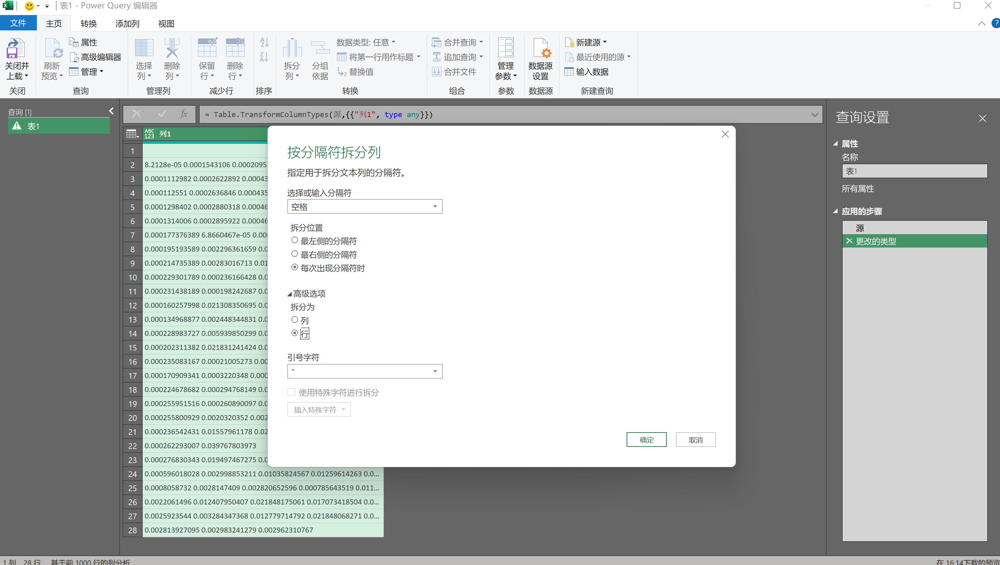 表1 - Power Query 编辑器
文件 主页 转换 添加列 视图
关闭并上载
关闭
刷新预览
属性
高级编辑器
管理
查询
选择列
删除列
管理列
保留行
删除行
减少行
排序
拆分列
分组依据
数据类型: 任意
将第一行用作标题
替换值
转换
合并查询
追加查询
合并文件
组合
管理参数
参数
数据源设置
数据源
新建源
最近使用的源
输入数据
新建查询
查询 [1]
表1
= Table.TransformColumnTypes(源,{{"列1", type any}})
ABC 123 列1
1
2 8.2128e-05 0.0001543106 0.00020953
3 0.0001112982 0.0002622892 0.00043
4 0.000112551 0.0002636846 0.000435
5 0.0001298402 0.0002880318 0.00046
6 0.0001314006 0.0002895922 0.00046
7 0.000177376389 6.8660467e-05 0.00
8 0.000195193589 0.002296361659 0.0
9 0.000214735389 0.00283016713 0.01
10 0.000229301789 0.000236166428 0.0
11 0.000231438189 0.000198242687 0.0
12 0.000160257998 0.021308350695 0.0
13 0.000134968877 0.002448344831 0.0
14 0.000228983727 0.005939850299 0.0
15 0.000202311382 0.021831241424 0.0
16 0.000235083167 0.00021005273 0.00
17 0.000170909341 0.0003220348 0.000
18 0.000224678682 0.000294768149 0.0
19 0.000255951516 0.000260890097 0.0
20 0.000255800929 0.0020320352 0.002
21 0.000236542431 0.01557961178 0.02
22 0.000262293007 0.039767803973
23 0.000276830343 0.019497467275 0.0
24 0.000596018028 0.002998853211 0.01035824567 0.01259614263 0.0...
25 0.0008058732 0.0028147409 0.002820652596 0.000785643519 0.011...
26 0.0022061496 0.012407950407 0.021848175061 0.017073418504 0.0...
27 0.0025923544 0.003284347368 0.012779714792 0.021848068271 0.0...
28 0.002813927095 0.002983241279 0.002962310767
按分隔符拆分列
指定用于拆分文本列的分隔符。
选择或输入分隔符
空格
拆分位置
最左侧的分隔符
最右侧的分隔符
每次出现分隔符时
高级选项
拆分为
列
行
引号字符
"
使用特殊字符进行拆分
插入特殊字符
确定 取消
查询设置
属性
名称
表1
所有属性
应用的步骤
源
更改的类型
1 列、28 行 基于前 1000 行的列分析
在 16:14下载的预览